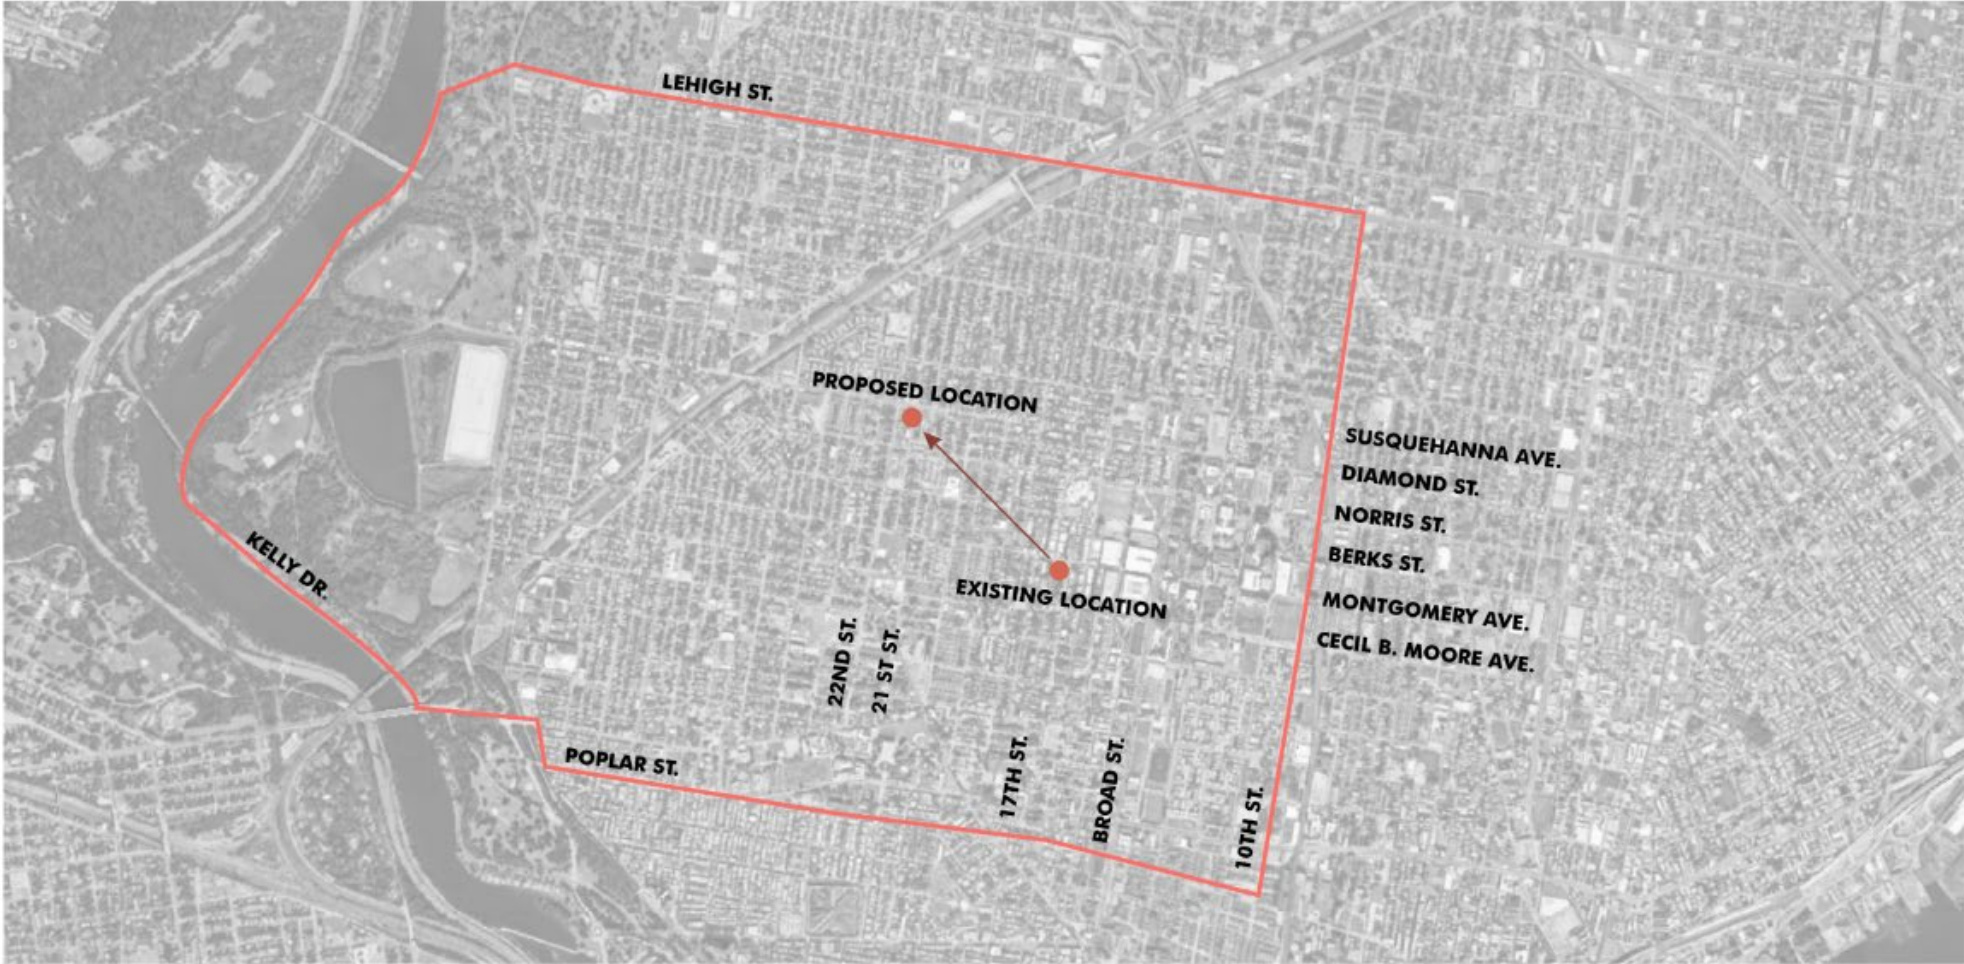 LEHIGH ST.
PROPOSED LOCATION
SUSQUEHANNA AVE.
DIAMOND ST.
NORRIS ST.
BERKS ST.
KELLY DR.
EXISTING LOCATION
MONTGOMERY AVE.
CECIL B. MOORE AVE.
22ND ST.
21 ST ST.
POPLAR ST.
17TH ST.
BROAD ST.
10TH ST.